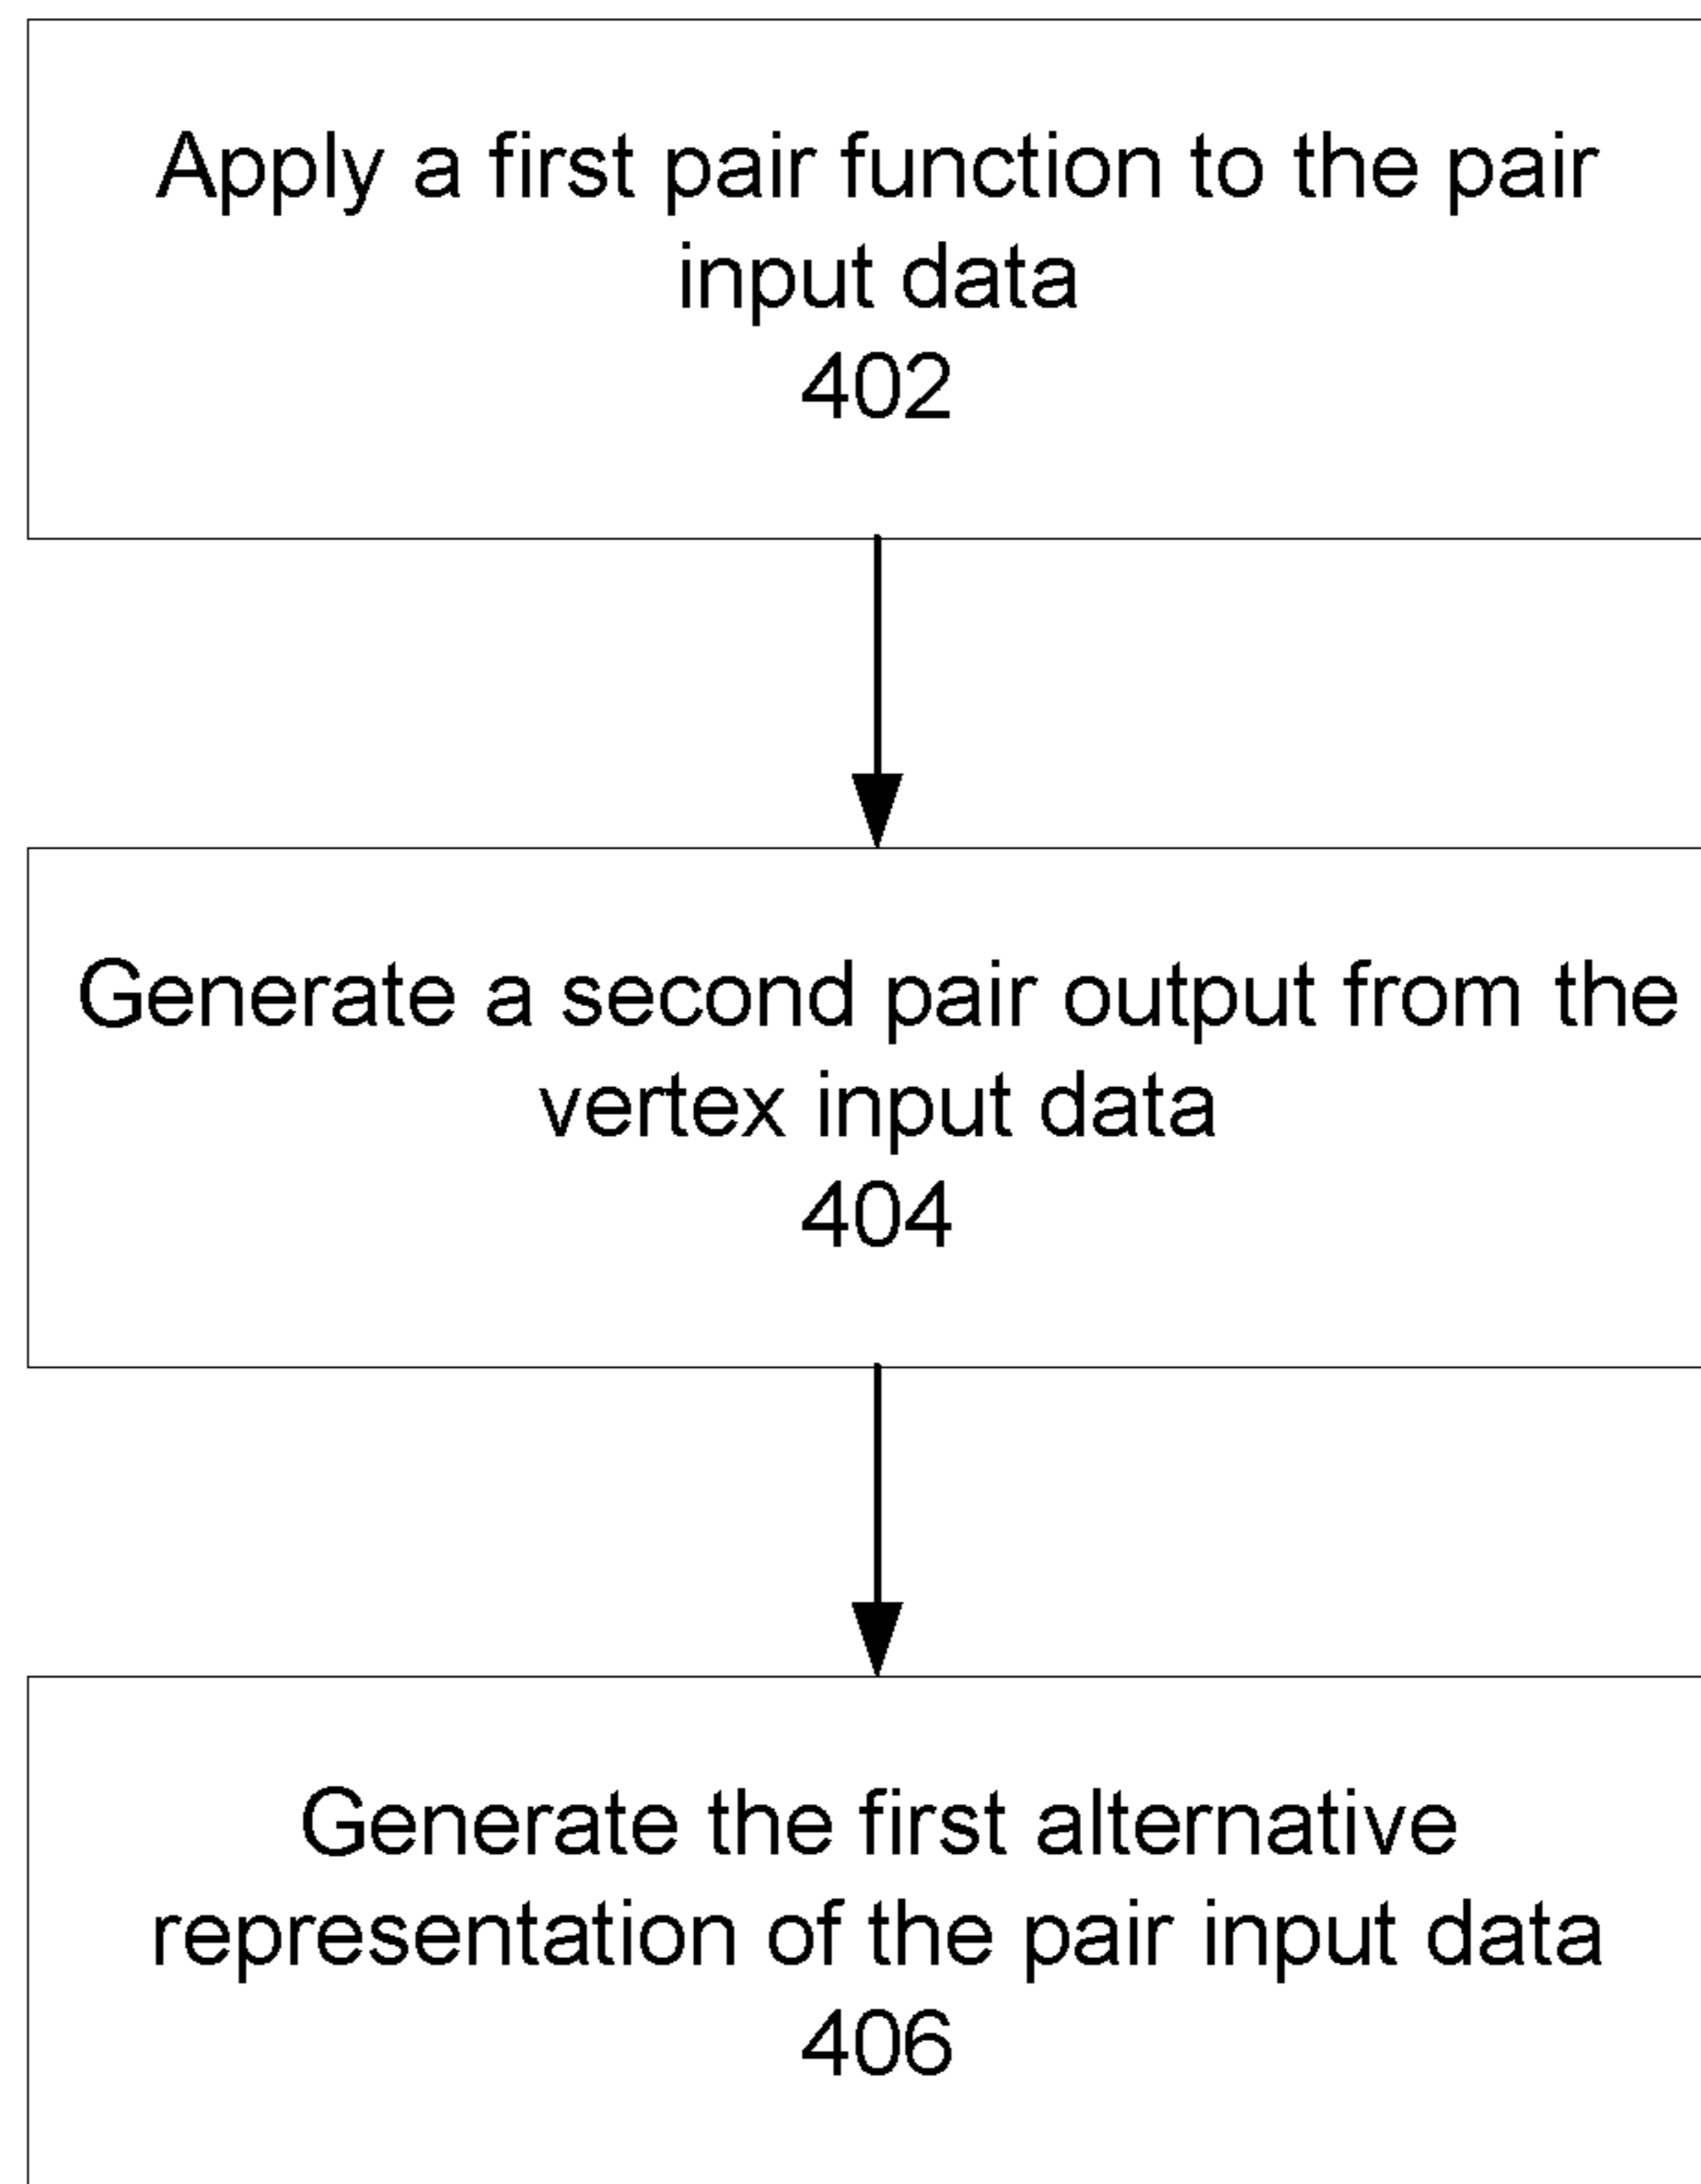 Apply a first pair function to the pair
input data
402
Generate a second pair output from the
vertex input data
404
Generate the first alternative
representation of the pair input data
406